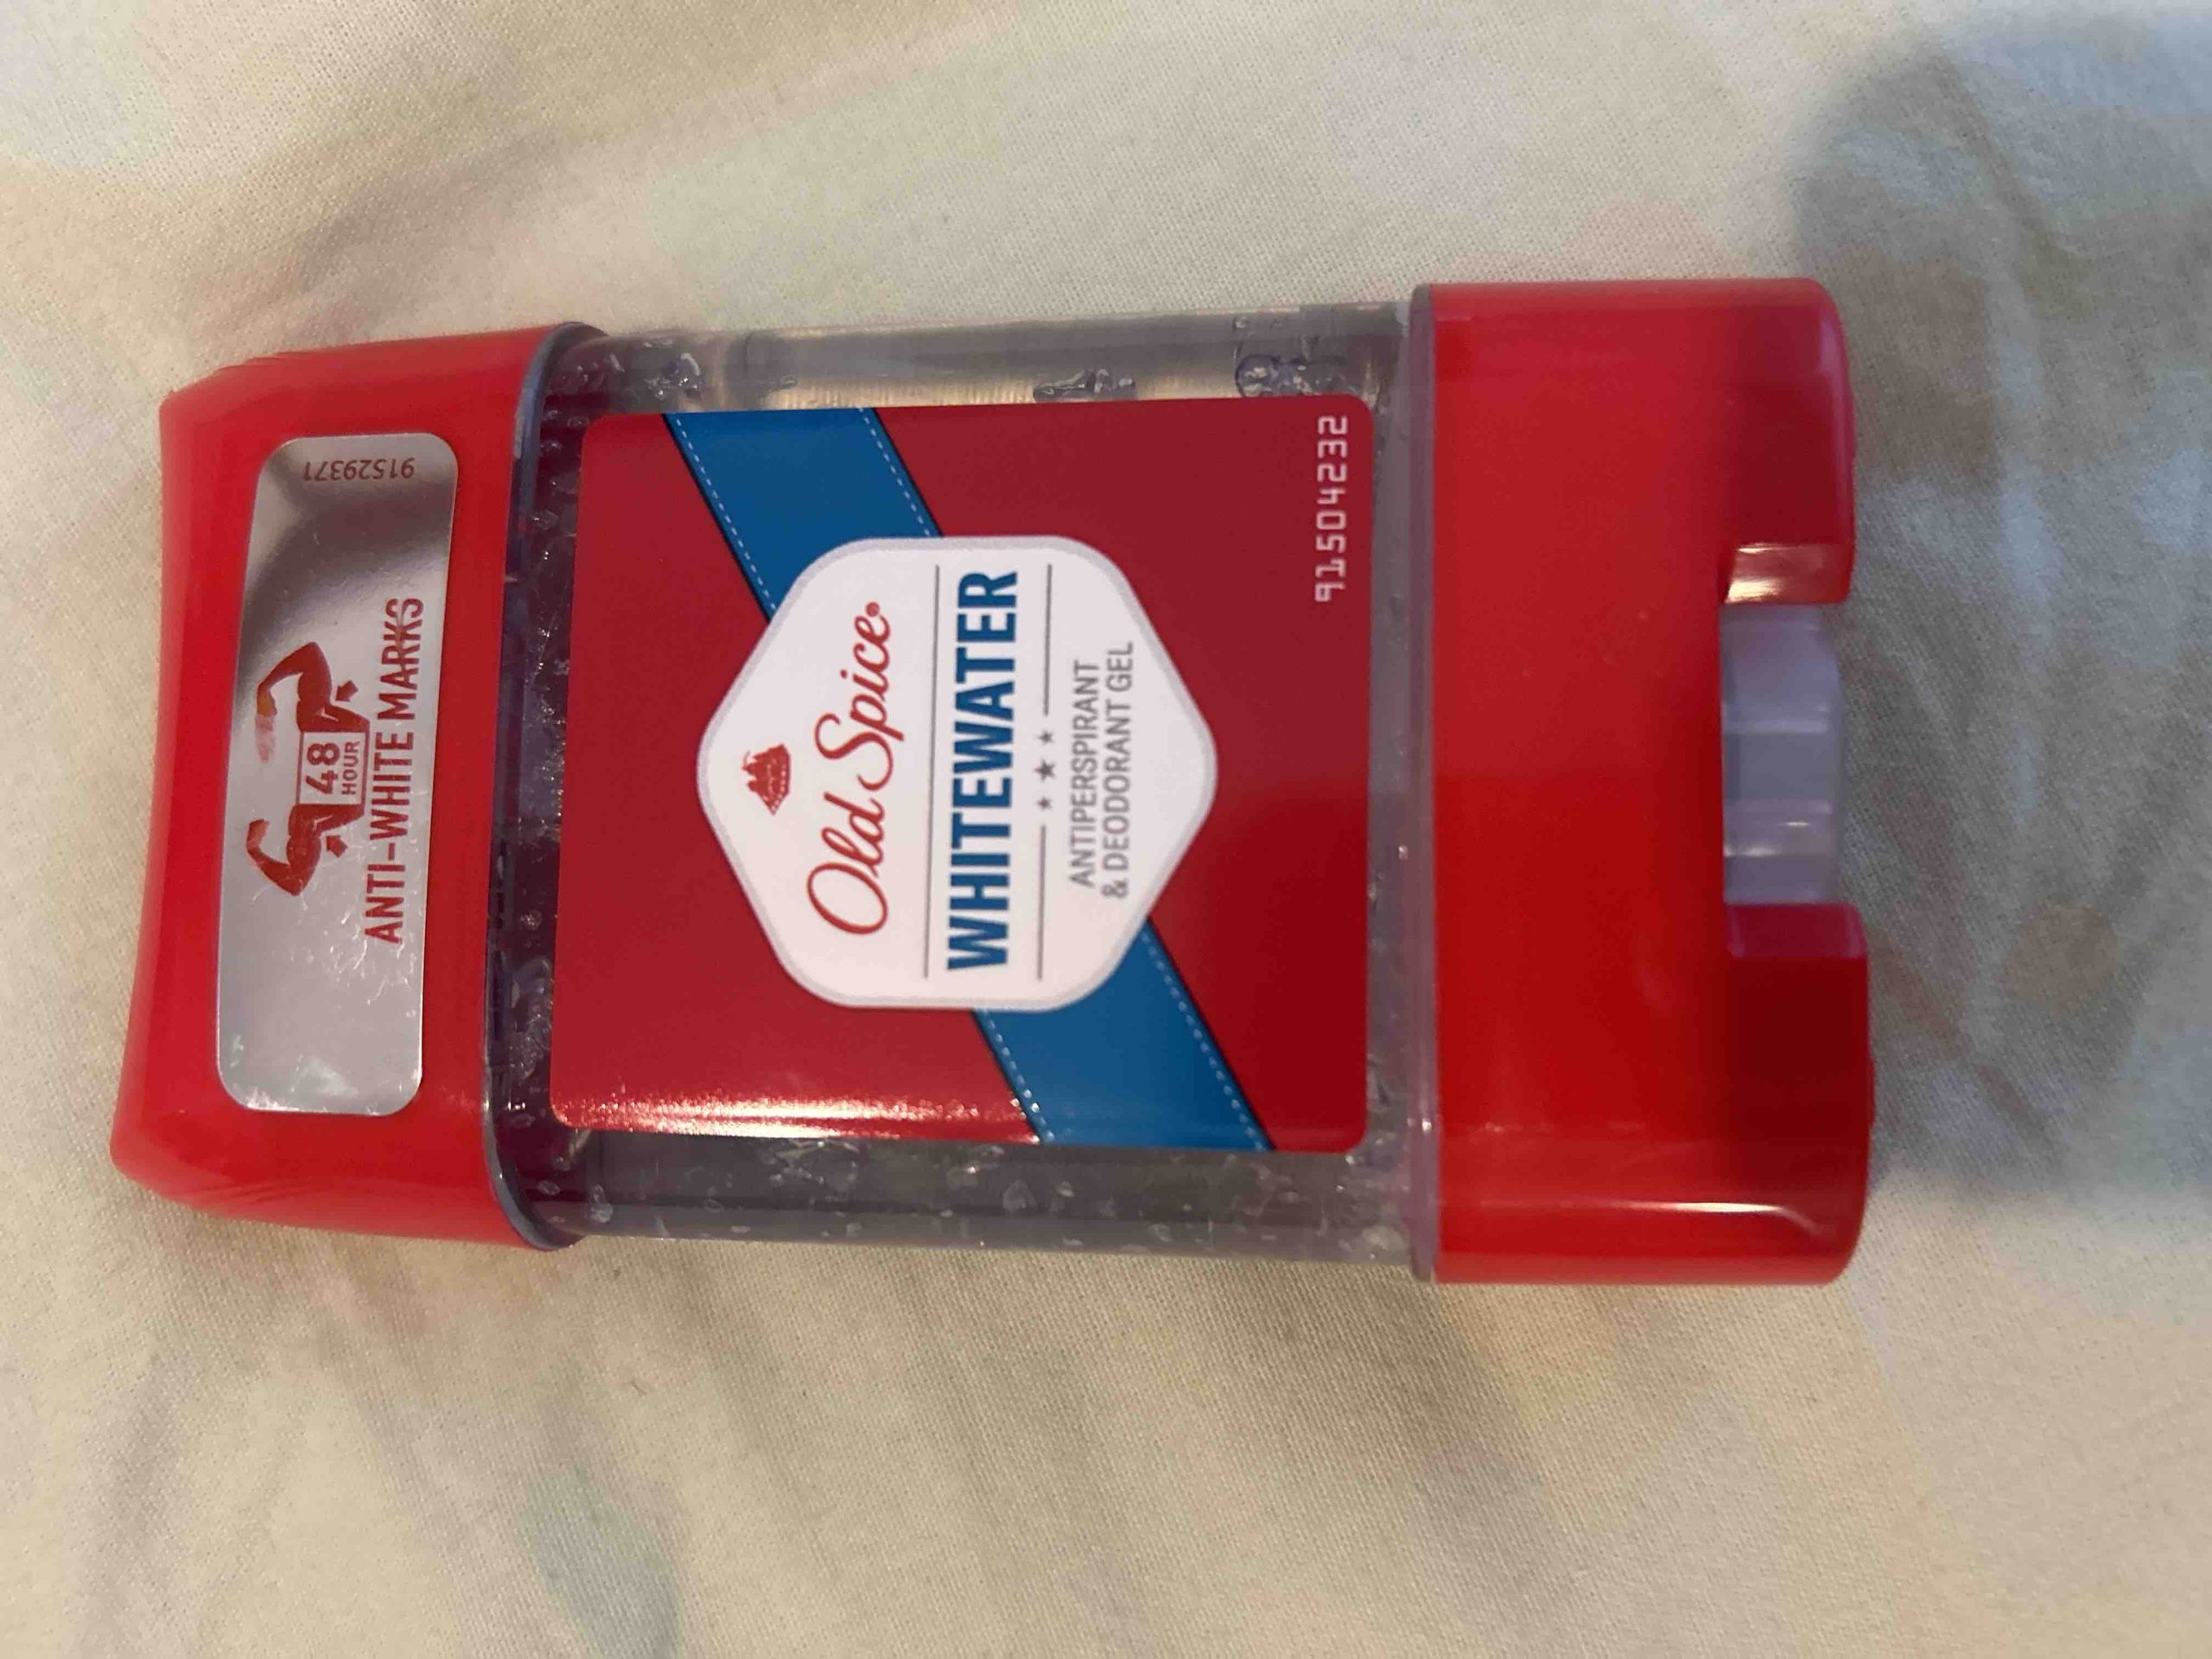 91529371
48
HOUR
ANTI-WHITE MARKS
Old Spice
WHITEWATER
ANTIPERSPIRANT
& DEODORANT GEL
91504232